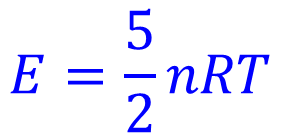 E = 5/2 nRT